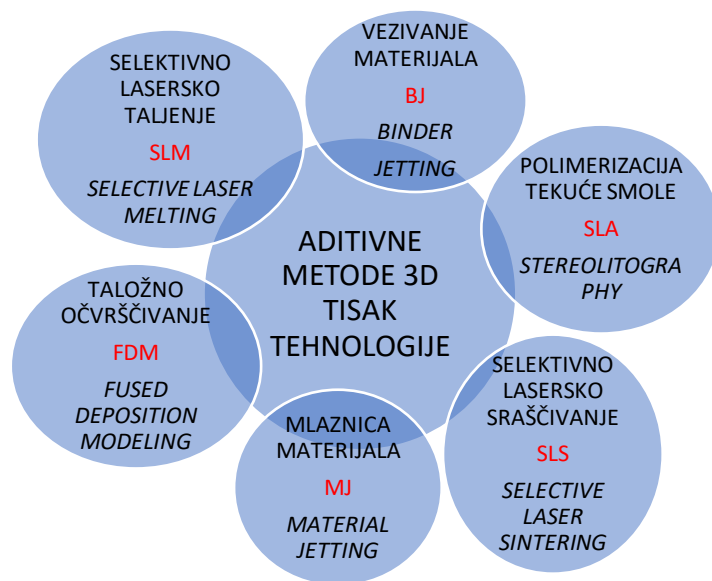 SELEKTIVNO
LASERSKO
TALJENJE
SLM
SELECTIVE LASER
MELTING
VEZIVANJE
MATERIJALA
BJ
BINDER
JETTING
POLIMERIZACIJA
TEKUĆE SMOLE
SLA
STEREOLITOGRA
PHY
ADITIVNE
METODE 3D
TISAK
TEHNOLOGIJE
TALOŽNO
OČVRŠČIVANJE
FDM
FUSED
DEPOSITION
MODELING
MLAZNICA
MATERIJALA
MJ
MATERIAL
JETTING
SELEKTIVNO
LASERSKO
SRAŠČIVANJE
SLS
SELECTIVE
LASER
SINTERING